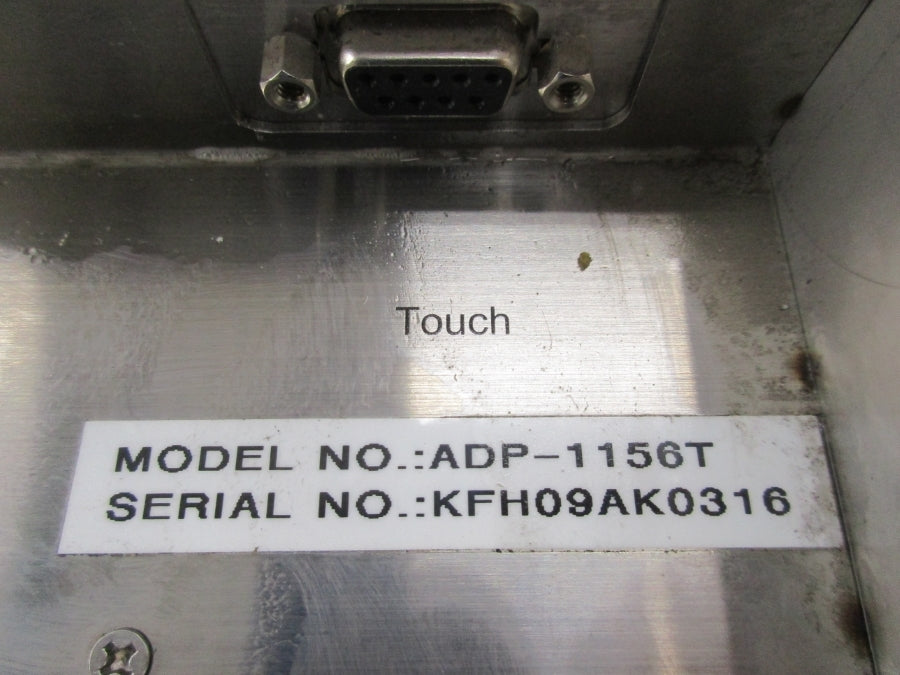 Touch
MODEL NO.:ADP-1156T
SERIAL NO.:KFH09AK0316